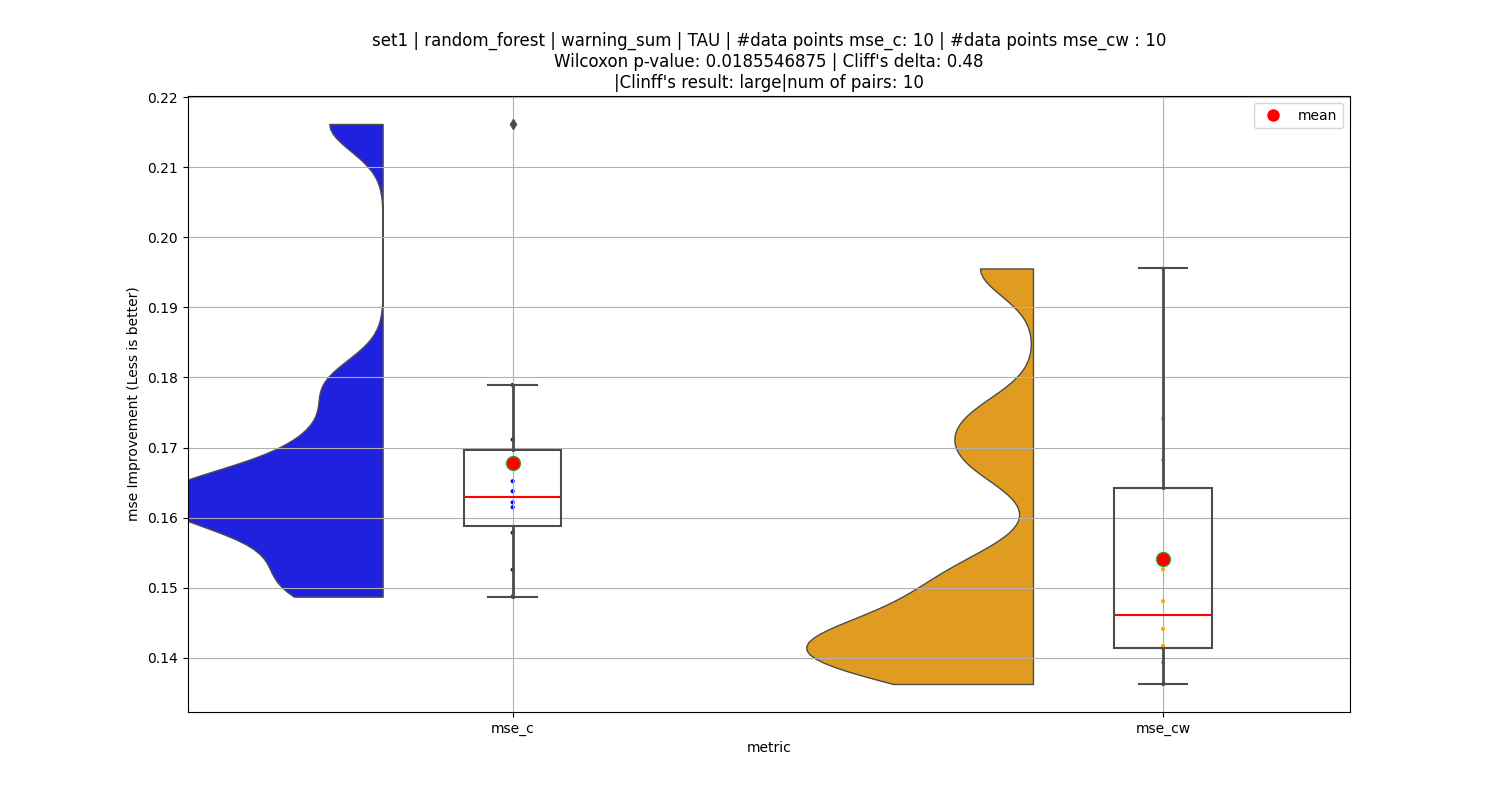 set1 | random_forest | warning_sum | TAU | #data points mse_c: 10 | #data points mse_cw : 10
Wilcoxon p-value: 0.0185546875 | Cliff's delta: 0.48
|Clinff's result: large|num of pairs: 10
mean
0.22
0.21
0.20
0.19
0.18
0.17
0.16
0.15
0.14
mse Improvement (Less is better)
mse_c
mse_cw
metric